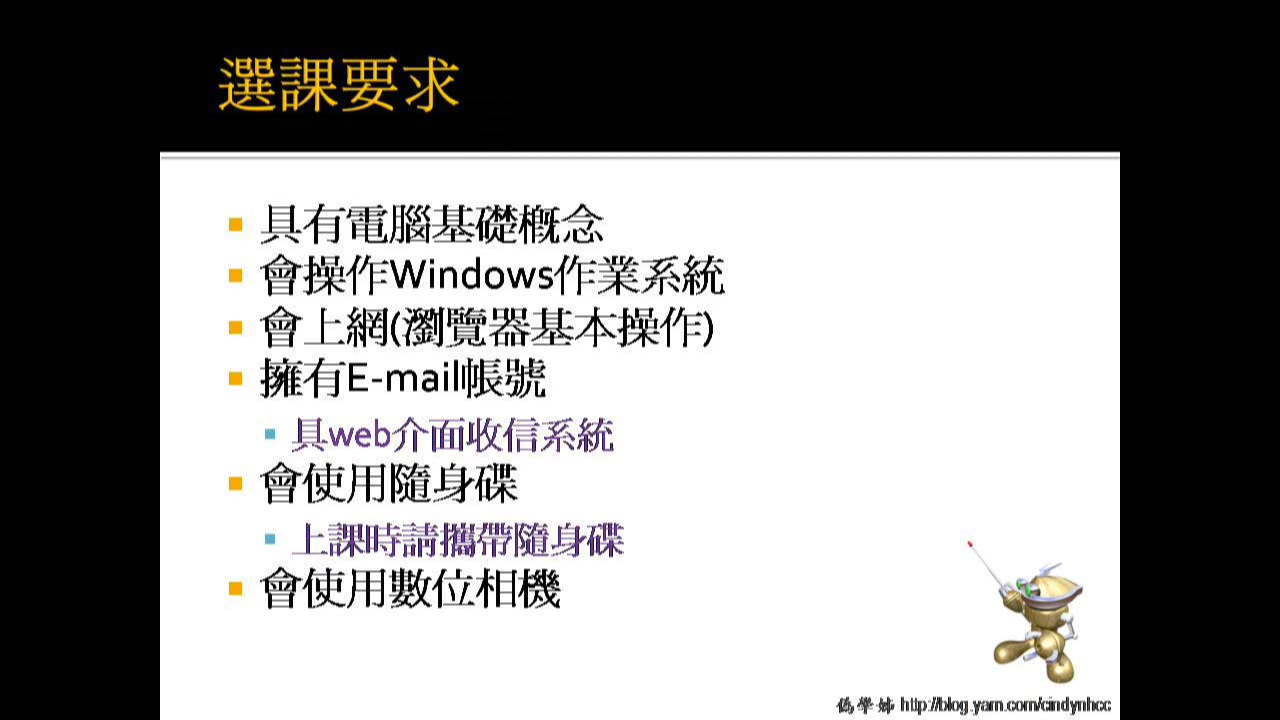 選課要求
具有電腦基礎概念
會操作Windows作業系統
會上網(瀏覽器基本操作)
擁有E-mail帳號
具web介面收信系統
會使用隨身碟
上課時請攜帶隨身碟
會使用數位相機
偽學姊 http://blog.yam.com/cindynhcc